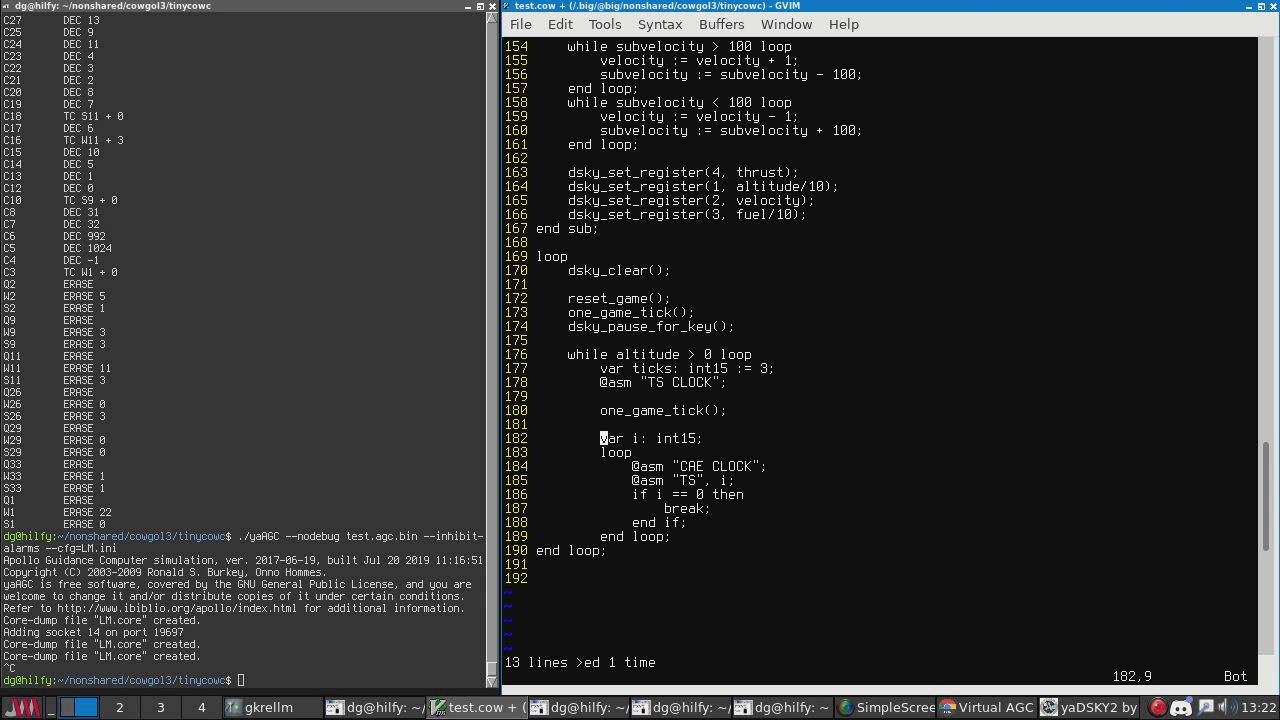 dg@hilfy: ~/nonshared/cowgol3/tinycowc
C27 DEC 13
C25 DEC 9
C24 DEC 11
C23 DEC 4
C22 DEC 3
C21 DEC 2
C20 DEC 8
C19 DEC 7
C18 TC S11 + 0
C17 DEC 6
C16 TC W11 + 3
C15 DEC 10
C14 DEC 5
C13 DEC 1
C12 DEC 0
C10 TC S9 + 0
C8 DEC 31
C7 DEC 32
C6 DEC 992
C5 DEC 1024
C4 DEC -1
C3 TC W1 + 0
Q2 ERASE
W2 ERASE 5
S2 ERASE 1
Q9 ERASE
W9 ERASE 3
S9 ERASE 3
Q11 ERASE
W11 ERASE 11
S11 ERASE 3
Q26 ERASE
W26 ERASE 0
S26 ERASE 3
Q29 ERASE
W29 ERASE 0
S29 ERASE 0
Q33 ERASE
W33 ERASE 1
S33 ERASE 1
Q1 ERASE
W1 ERASE 22
S1 ERASE 0
dg@hilfy:~/nonshared/cowgol3/tinycowc$ ./yaAGC --nodebug test.agc.bin --inhibit-
alarms --cfg=LM.ini
Apollo Guidance Computer simulation, ver. 2017-06-19, built Jul 20 2019 11:16:51
Copyright (C) 2003-2009 Ronald S. Burkey, Onno Hommes.
yaAGC is free software, covered by the GNU General Public License, and you are
welcome to change it and/or distribute copies of it under certain conditions.
Refer to http://www.ibiblio.org/apollo/index.html for additional information.
Core-dump file "LM.core" created.
Adding socket 14 on port 19697
Core-dump file "LM.core" created.
Core-dump file "LM.core" created.
^C
dg@hilfy:~/nonshared/cowgol3/tinycowc$
test.cow + (/.big/@big/nonshared/cowgol3/tinycowc) - GVIM
File Edit Tools Syntax Buffers Window Help
154 while subvelocity > 100 loop
155 velocity := velocity + 1;
156 subvelocity := subvelocity - 100;
157 end loop;
158 while subvelocity < 100 loop
159 velocity := velocity - 1;
160 subvelocity := subvelocity + 100;
161 end loop;
162
163 dsky_set_register(4, thrust);
164 dsky_set_register(1, altitude/10);
165 dsky_set_register(2, velocity);
166 dsky_set_register(3, fuel/10);
167 end sub;
168
169 loop
170 dsky_clear();
171
172 reset_game();
173 one_game_tick();
174 dsky_pause_for_key();
175
176 while altitude > 0 loop
177 var ticks: int15 := 3;
178 @asm "TS CLOCK";
179
180 one_game_tick();
181
182 var i: int15;
183 loop
184 @asm "CAE CLOCK";
185 @asm "TS", i;
186 if i == 0 then
187 break;
188 end if;
189 end loop;
190 end loop;
191
192
~
~
~
~
~
13 lines >ed 1 time
182,9 Bot
2 3 4 gkrellm dg@hilfy: ~/ test.cow + ( dg@hilfy: ~/ dg@hilfy: ~/ dg@hilfy: ~ SimpleScree Virtual AGC yaDSKY2 by 13:22